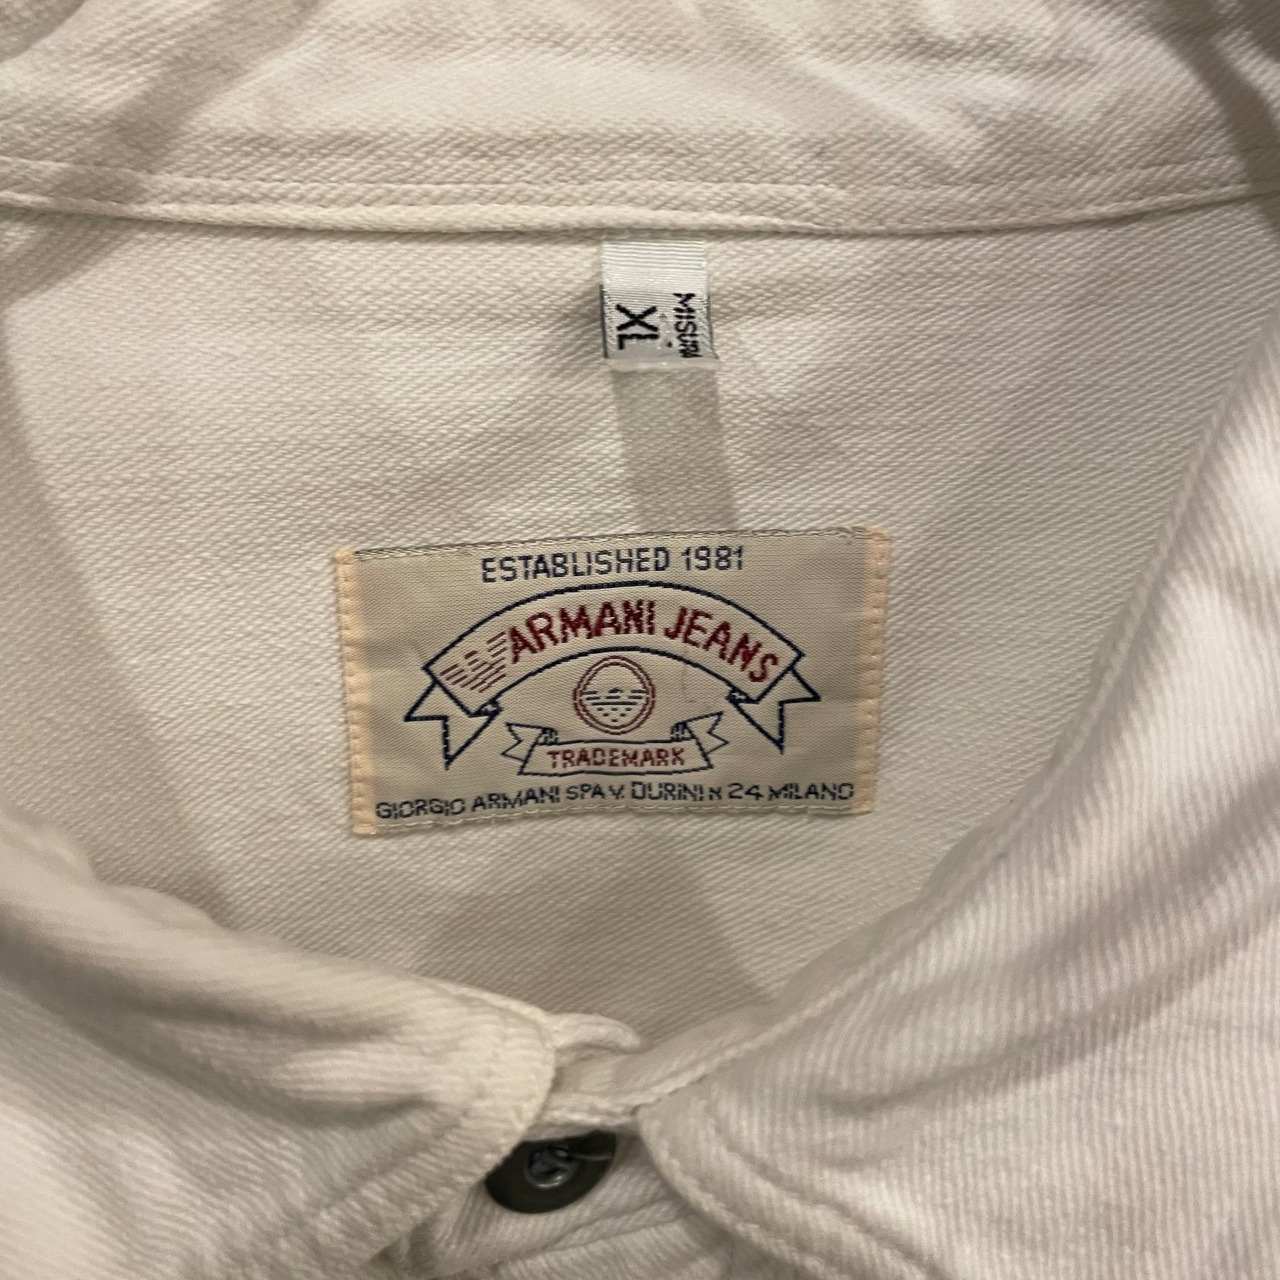 MISURA
XL
ESTABLISHED 1981
ARMANI JEANS
TRADEMARK
GIORGIO ARMANI SPA V. DURINI N 24 MILANO